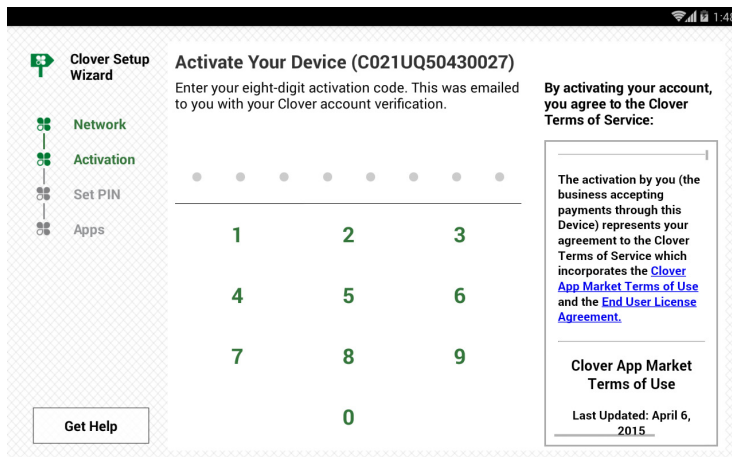 1:48
Clover Setup
Wizard
Network
Activation
Set PIN
Apps
Get Help
Activate Your Device (C021UQ50430027)
Enter your eight-digit activation code. This was emailed
to you with your Clover account verification.
1 2 3
4 5 6
7 8 9
0
By activating your account,
you agree to the Clover
Terms of Service:
The activation by you (the
business accepting
payments through this
Device) represents your
agreement to the Clover
Terms of Service which
incorporates the Clover
App Market Terms of Use
and the End User License
Agreement.
Clover App Market
Terms of Use
Last Updated: April 6,
2015